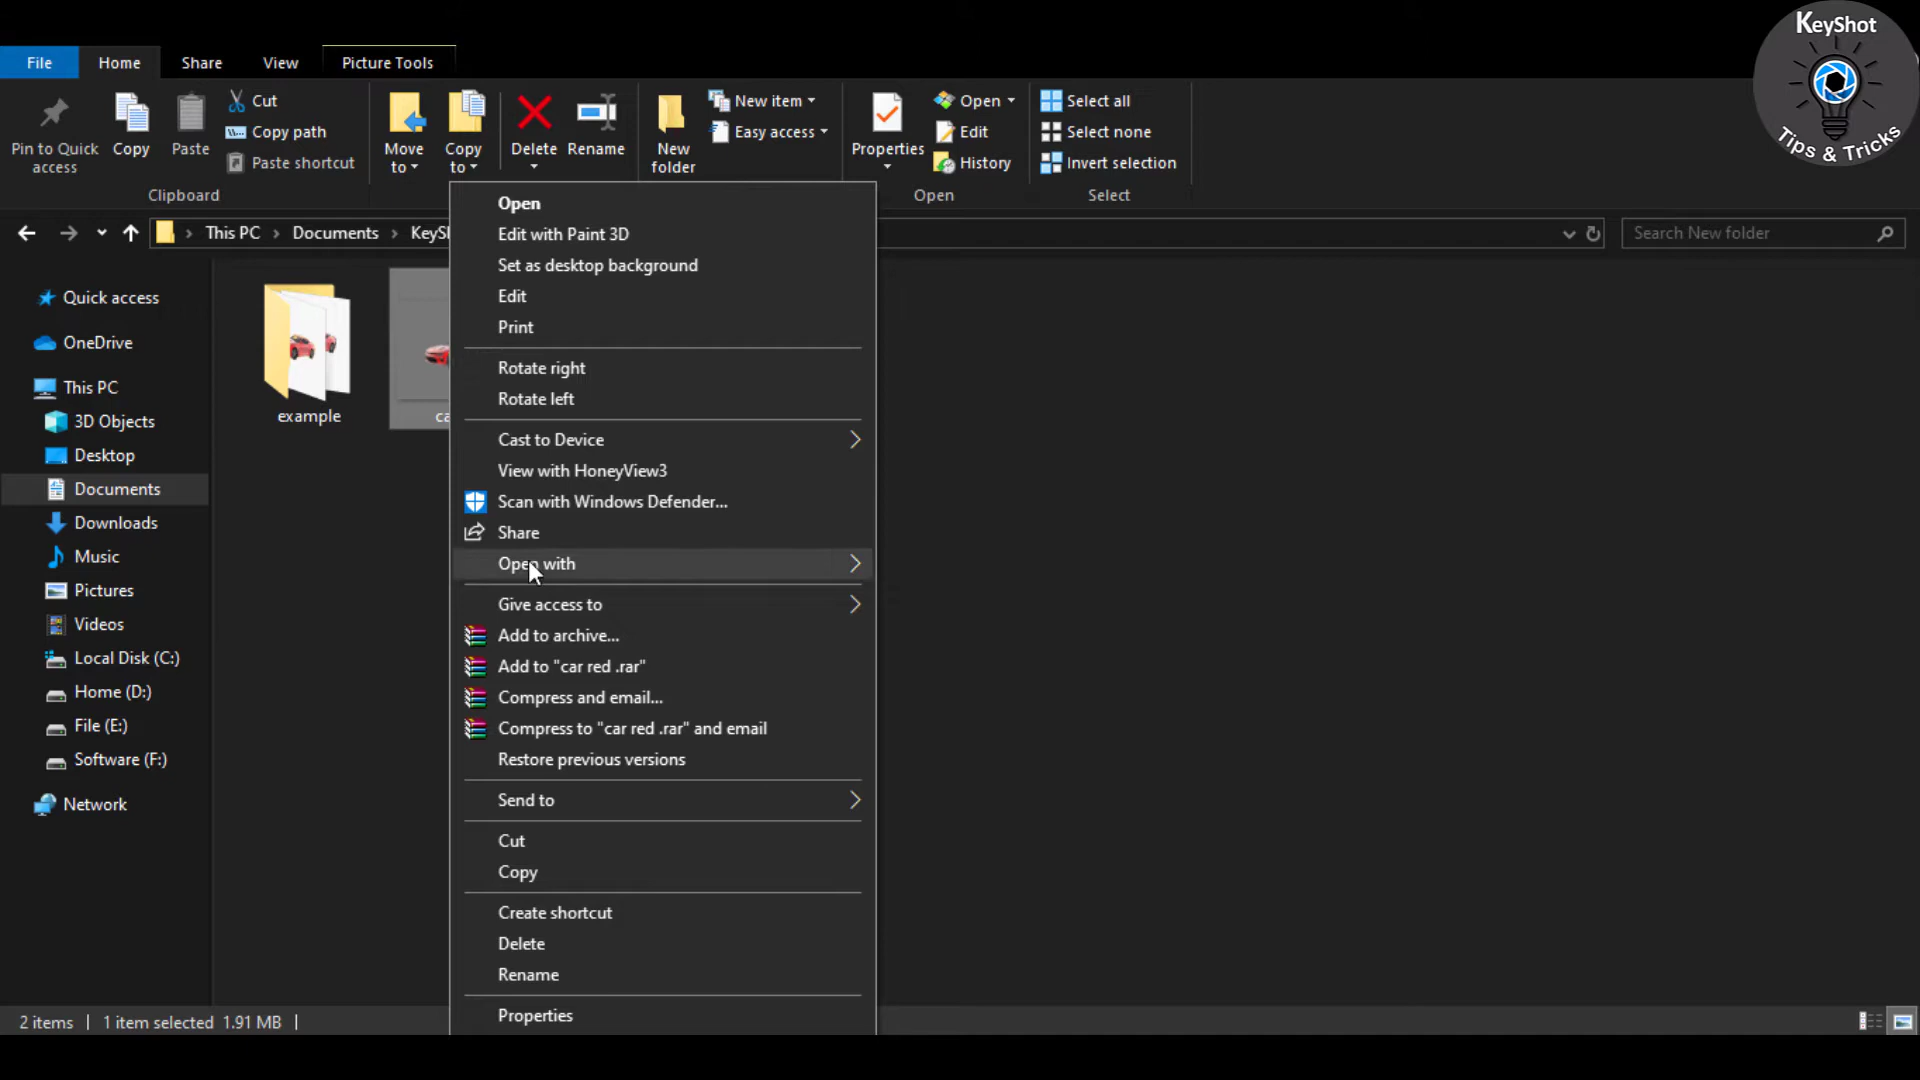 KeyShot
Tips & Tricks
File Home Share View Picture Tools
Pin to Quick access
Copy
Paste
Cut
Copy path
Paste shortcut
Clipboard
Move to
Copy to
Delete
Rename
New folder
New item
Easy access
Properties
Open
Edit
History
Open
Select all
Select none
Invert selection
Select
This PC Documents
Search New folder
Quick access
OneDrive
This PC
3D Objects
Desktop
Documents
Downloads
Music
Pictures
Videos
Local Disk (C:)
Home (D:)
File (E:)
Software (F:)
Network
example
Open
Edit with Paint 3D
Set as desktop background
Edit
Print
Rotate right
Rotate left
Cast to Device
View with HoneyView3
Scan with Windows Defender...
Share
Open with
Give access to
Add to archive...
Add to "car red .rar"
Compress and email...
Compress to "car red .rar" and email
Restore previous versions
Send to
Cut
Copy
Create shortcut
Delete
Rename
Properties
2 items 1 item selected 1.91 MB